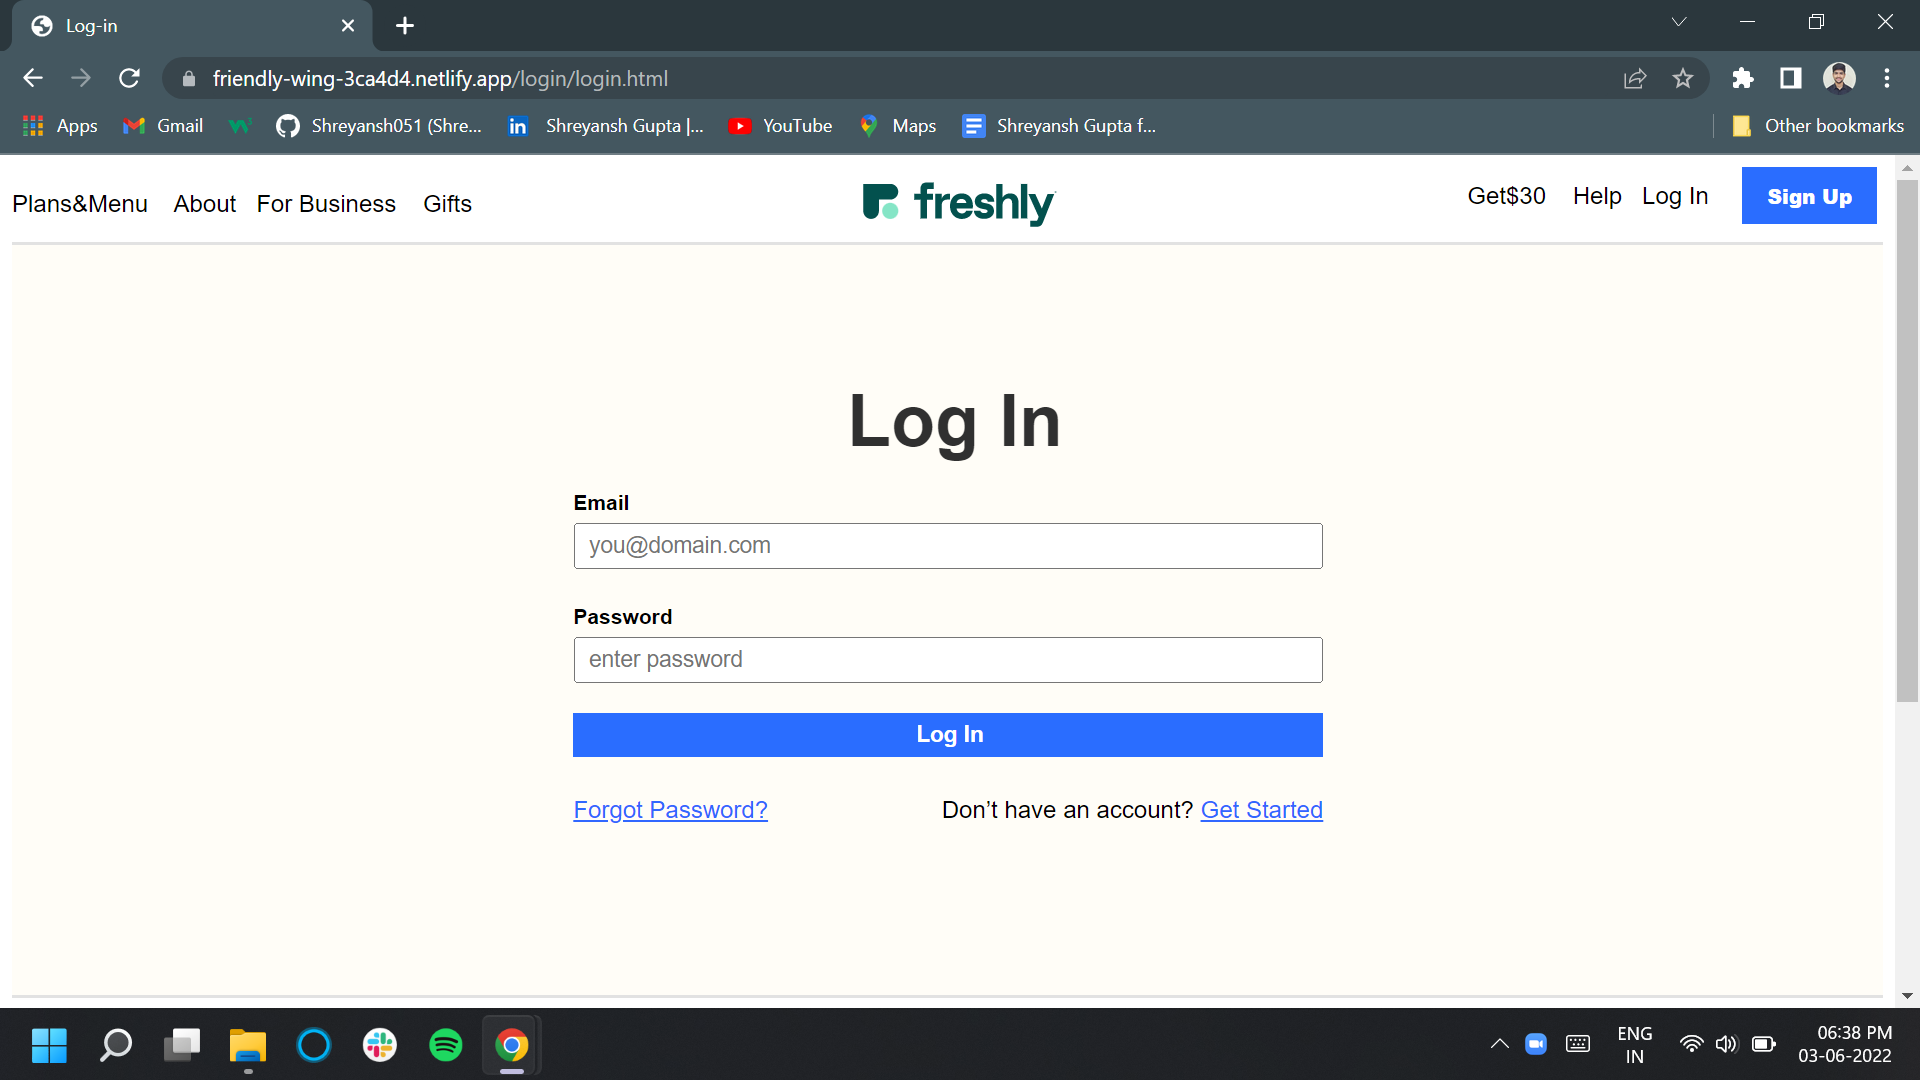 Log-in
friendly-wing-3ca4d4.netlify.app/login/login.html
Apps Gmail Shreyansh051 (Shre... in Shreyansh Gupta |... YouTube Maps Shreyansh Gupta f... Other bookmarks
Plans&Menu About For Business Gifts freshly Get$30 Help Log In Sign Up
Log In
Email
you@domain.com
Password
enter password
Log In
Forgot Password? Don’t have an account? Get Started
ENG
IN
06:38 PM
03-06-2022